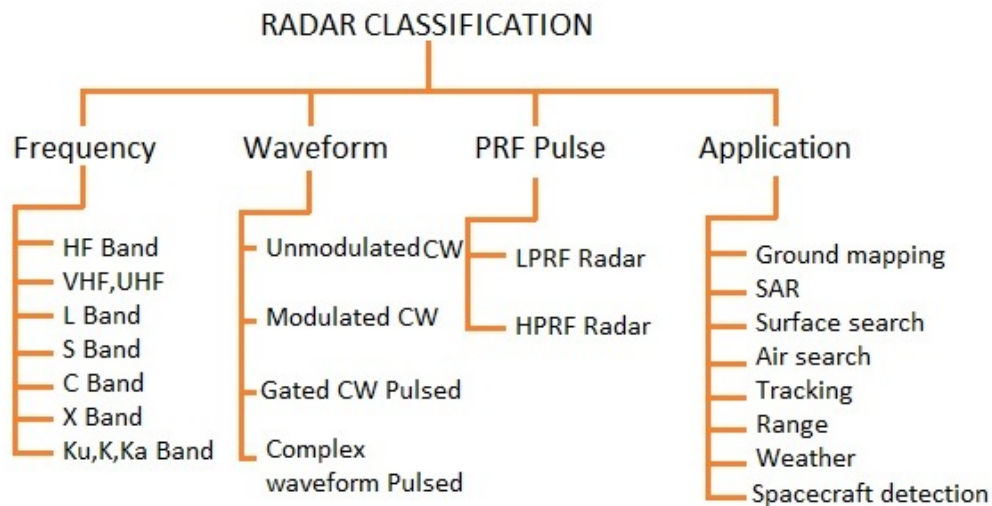 RADAR CLASSIFICATION
Frequency
HF Band
VHF,UHF
L Band
S Band
C Band
X Band
Ku,K,Ka Band
Waveform
Unmodulated CW
Modulated CW
Gated CW Pulsed
Complex
waveform Pulsed
PRF Pulse
LPRF Radar
HPRF Radar
Application
Ground mapping
SAR
Surface search
Air search
Tracking
Range
Weather
Spacecraft detection